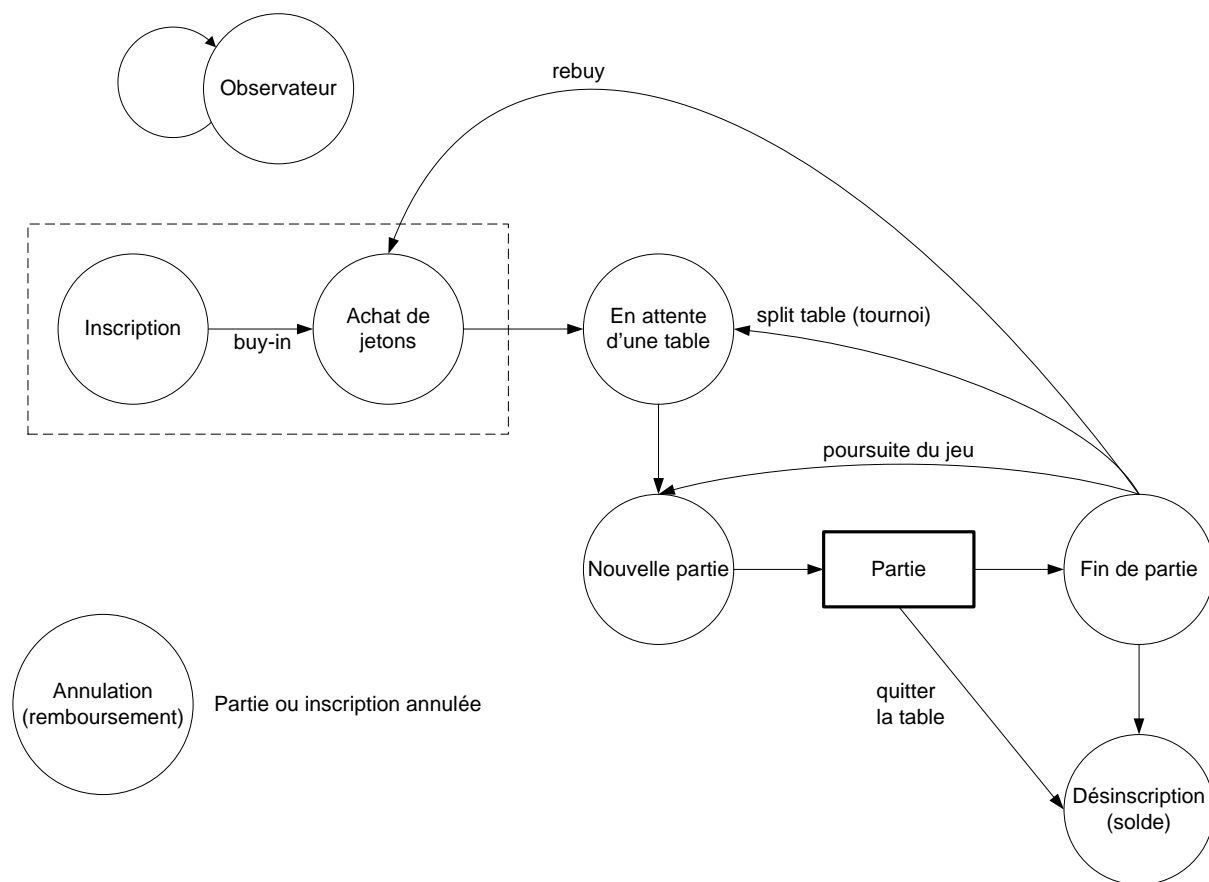 Observateur
rebuy
Inscription
buy-in
Achat de
jetons
En attente
d'une table
split table (tournoi)
poursuite du jeu
Nouvelle partie
Partie
Fin de partie
Annulation
(remboursement)
Partie ou inscription annulée
quitter
la table
Désinscription
(solde)